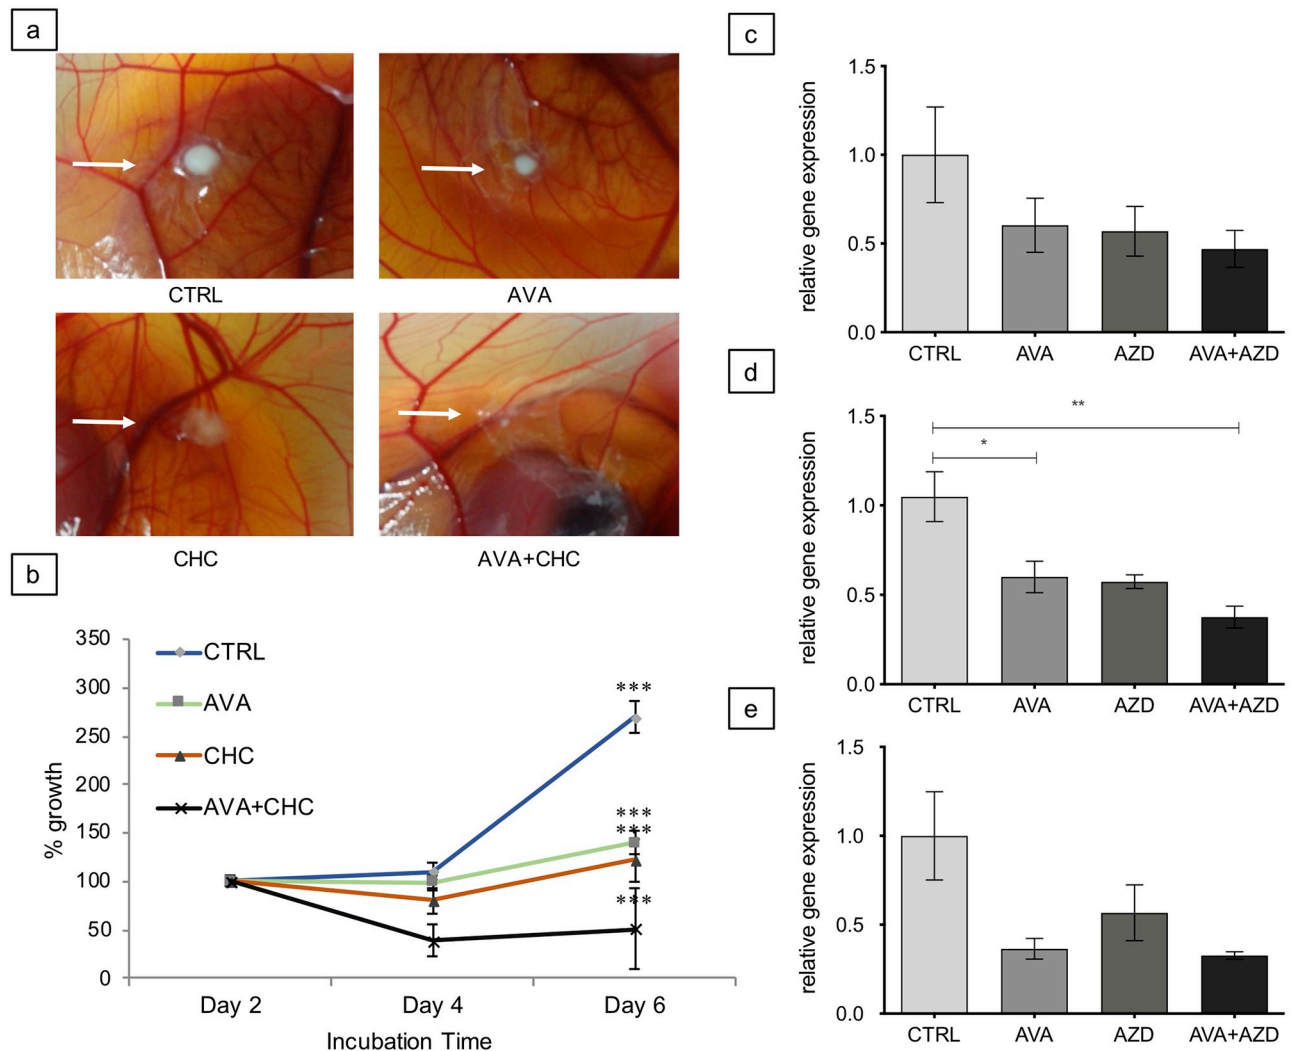 a
CTRL
AVA
CHC
AVA+CHC
b
350
300
250
200
150
100
50
0
% growth
CTRL
AVA
CHC
AVA+CHC
***
***
***
***
Day 2
Day 4
Day 6
Incubation Time
c
relative gene expression
1.5
1.0
0.5
0.0
CTRL
AVA
AZD
AVA+AZD
d
relative gene expression
1.5
1.0
0.5
0.0
**
*
CTRL
AVA
AZD
AVA+AZD
e
relative gene expression
1.5
1.0
0.5
0.0
CTRL
AVA
AZD
AVA+AZD